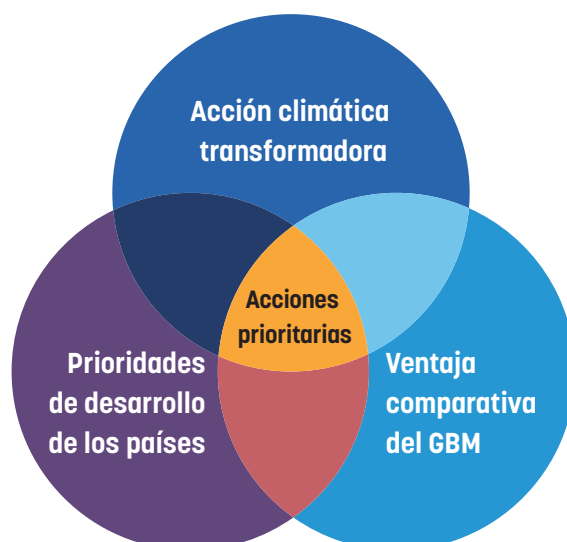 Acción climática
transformadora
Acciones
prioritarias
Prioridades
de desarrollo
de los países
Ventaja
comparativa
del GBM